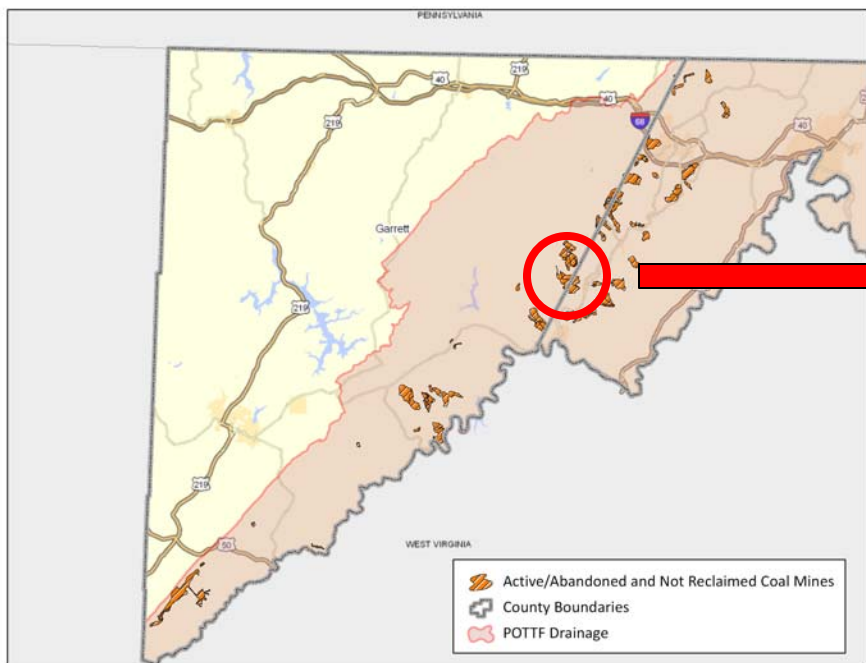 PENNSYLVANIA
219
40
219
40
68
40
219
Garrett
219
219
50
WEST VIRGINIA
Active/Abandoned and Not Reclaimed Coal Mines
County Boundaries
POTTF Drainage